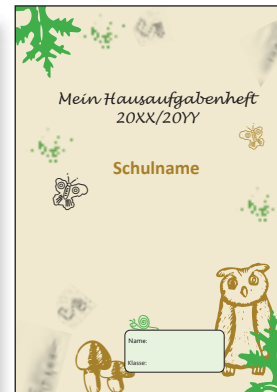 Mein Hausaufgabenheft
20XX/20YY
Schulname
Name:
Klasse: